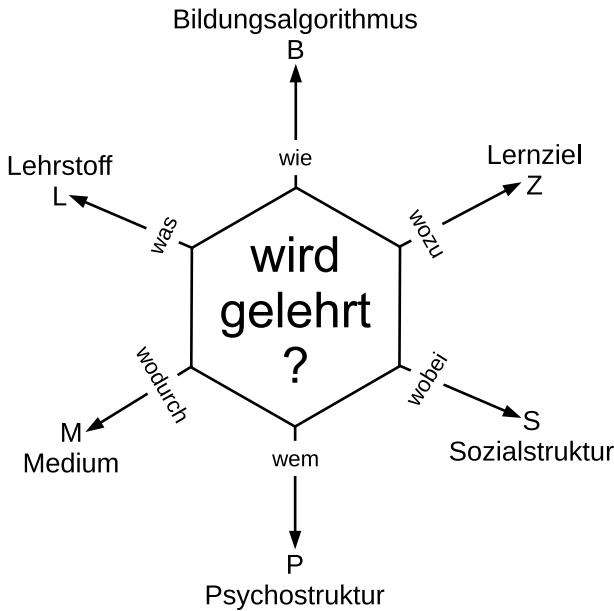 Bildungsalgorithmus
B
wie
Lernziel
Z
wozu
Lehrstoff
L
was
wird
gelehrt
?
wodurch
M
Medium
wobei
S
Sozialstruktur
wem
P
Psychostruktur